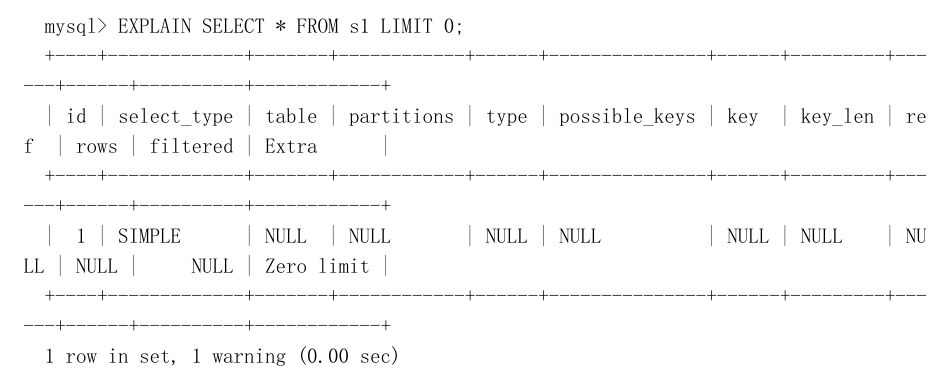 mysql> EXPLAIN SELECT * FROM s1 LIMIT 0;
+----+-------------+-------+------------+------+---------------+------+---------+---
---+------+----------+------------+
| id | select_type | table | partitions | type | possible_keys | key  | key_len | re
f  | rows | filtered | Extra      |
+----+-------------+-------+------------+------+---------------+------+---------+---
---+------+----------+------------+
|  1 | SIMPLE      | NULL  | NULL       | NULL | NULL          | NULL | NULL    | NU
LL | NULL |     NULL | Zero limit |
+----+-------------+-------+------------+------+---------------+------+---------+---
---+------+----------+------------+
1 row in set, 1 warning (0.00 sec)